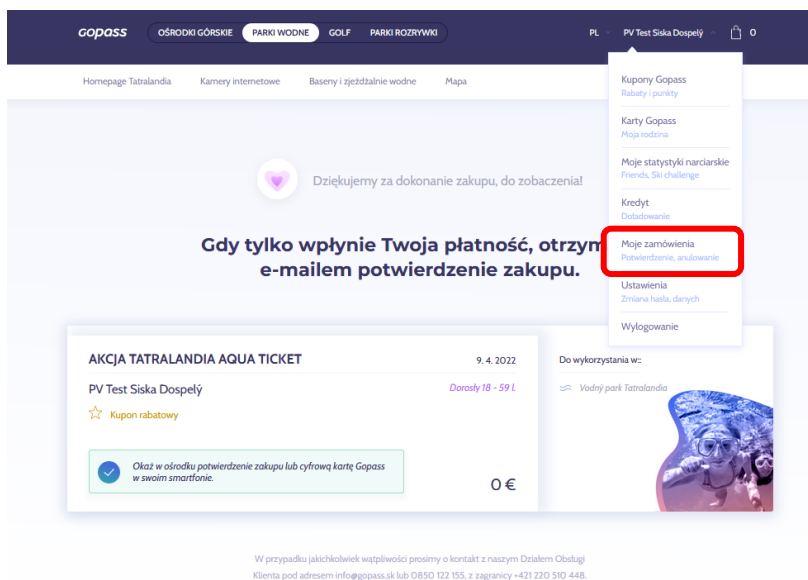 GOPASS OŚRODKI GÓRSKIE PARKI WODNE GOLF PARKI ROZRYWKI PL PV Test Siska Dospelý 0
Homepage Tatralandia Kamery internetowe Baseny i zjeżdżalnie wodne Mapa
Kupony Gopass
Rabaty i punkty
Karty Gopass
Moja rodzina
Moje statystyki narciarskie
Friends, Ski challenge
Kredyt
Doładowanie
Moje zamówienia
Potwierdzenie, anulowanie
Ustawienia
Zmiana hasła, danych
Wylogowanie
Dziękujemy za dokonanie zakupu, do zobaczenia!
Gdy tylko wpłynie Twoja płatność, otrzym
e-mailem potwierdzenie zakupu.
AKCJA TATRALANDIA AQUA TICKET 9. 4. 2022
PV Test Siska Dospelý Dorosły 18 - 59 l.
Kupon rabatowy
Okaż w ośrodku potwierdzenie zakupu lub cyfrową kartę Gopass
w swoim smartfonie.
0 €
Do wykorzystania w::
Vodný park Tatralandia
W przypadku jakichkolwiek wątpliwości prosimy o kontakt z naszym Działem Obsługi
Klienta pod adresem info@gopass.sk lub 0850 122 155, z zagranicy +421 220 510 448.